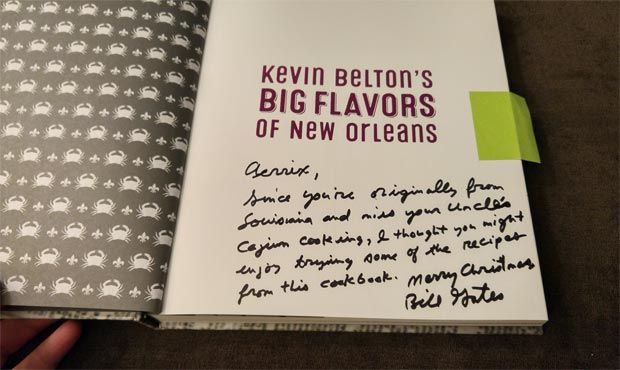 Kevin Belton's
BIG FLAVORS
OF New Orleans
Gerrix,
Since you're originally from
Louisiana and miss your Uncle's
Cajun cooking, I thought you might
enjoy trying some of the recipes
from this cookbook. Merry Christmas
Bill Gates